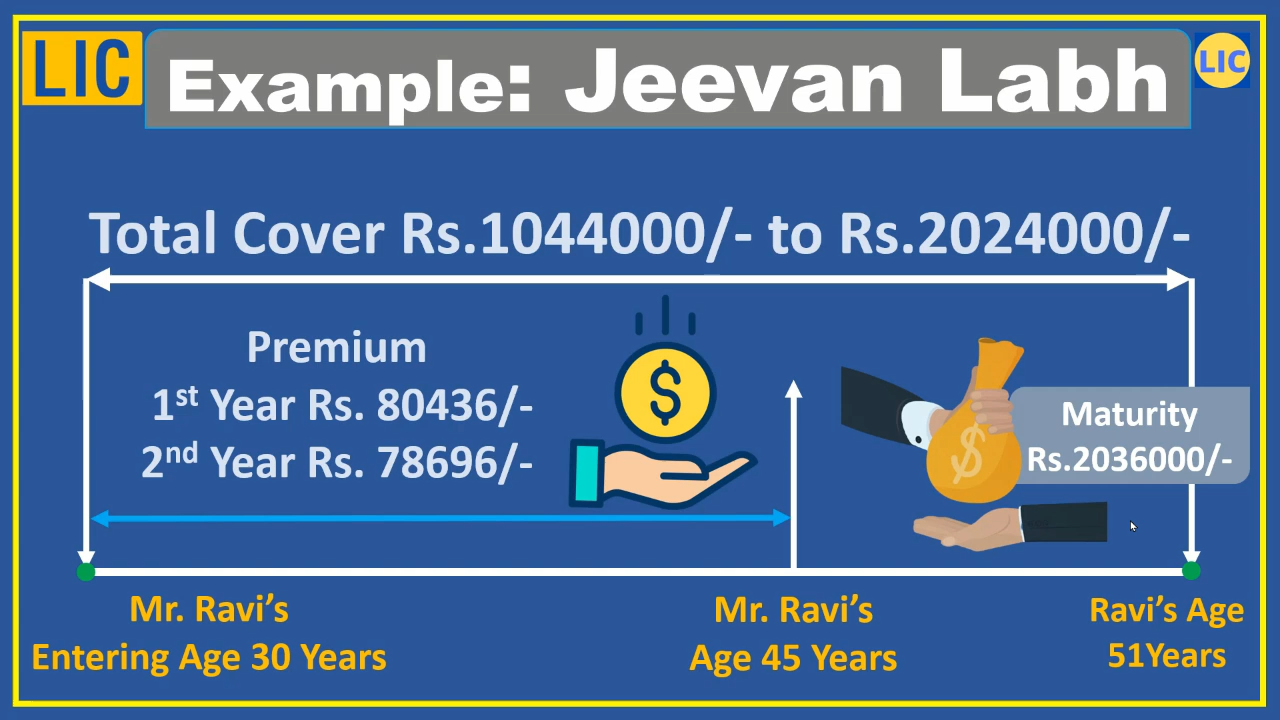 LIC
Example: Jeevan Labh
LIC
Total Cover Rs.1044000/- to Rs.2024000/-
Premium
1st Year Rs. 80436/-
2nd Year Rs. 78696/-
$
$
Maturity
Rs.2036000/-
Mr. Ravi's
Entering Age 30 Years
Mr. Ravi's
Age 45 Years
Ravi's Age
51Years